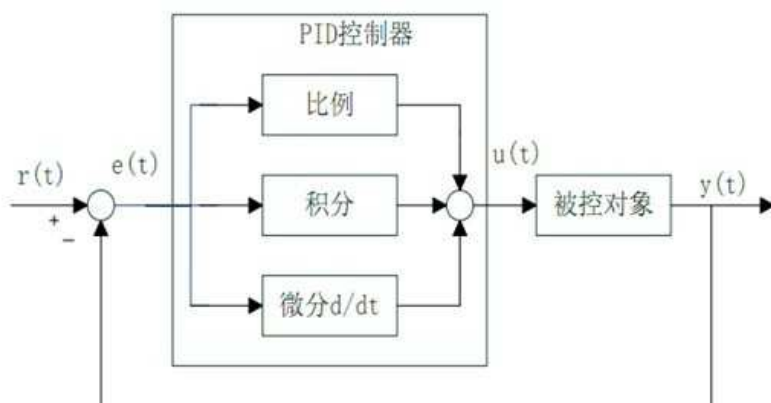 PID控制器
比例
r(t)
e(t)
u(t)
y(t)
+
−
积分
被控对象
微分d/dt